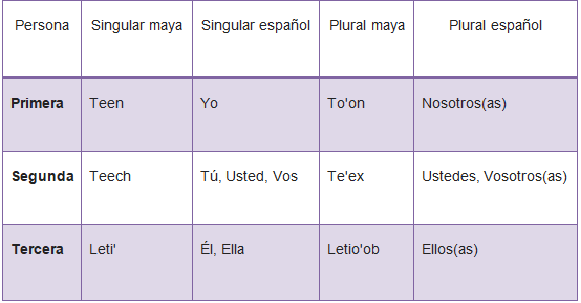 Persona Singular maya Singular español Plural maya Plural español
Primera Teen Yo To'on Nosotros(as)
Segunda Teech Tú, Usted, Vos Te'ex Ustedes, Vosotros(as)
Tercera Leti' Él, Ella Letio'ob Ellos(as)